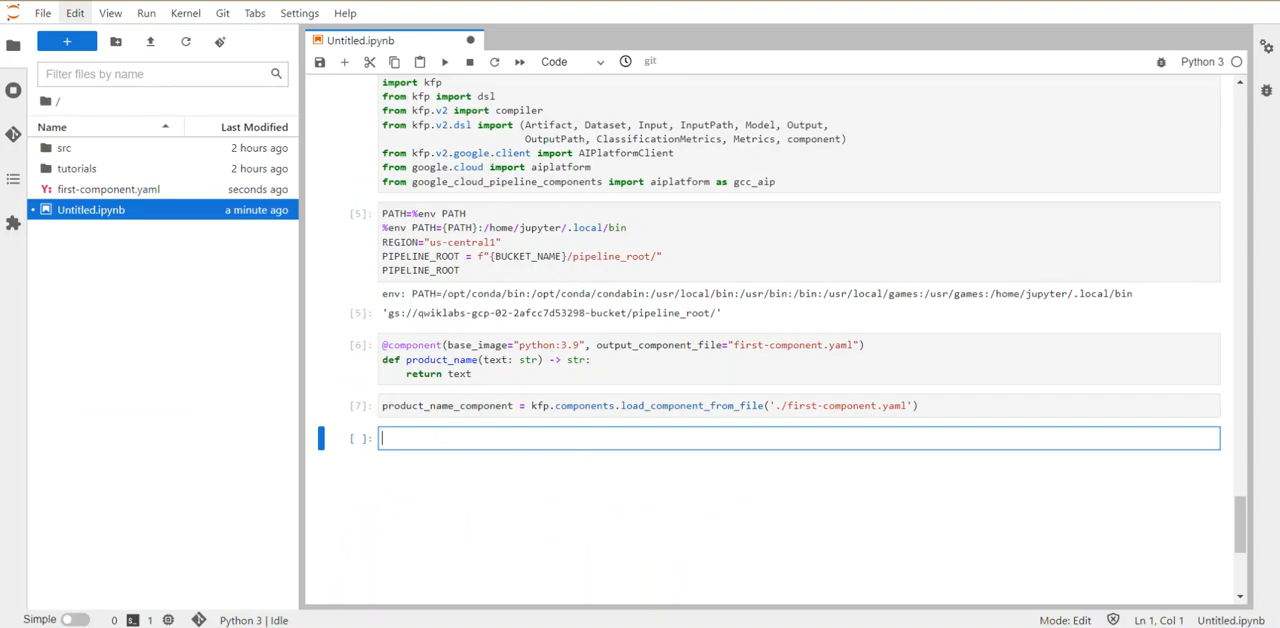 File Edit View Run Kernel Git Tabs Settings Help
+
Filter files by name
/
Name Last Modified
src 2 hours ago
tutorials 2 hours ago
Y: first-component.yaml seconds ago
Untitled.ipynb a minute ago
Untitled.ipynb
Code git Python 3
import kfp
from kfp import dsl
from kfp.v2 import compiler
from kfp.v2.dsl import (Artifact, Dataset, Input, InputPath, Model, Output,
OutputPath, ClassificationMetrics, Metrics, component)
from kfp.v2.google.client import AIPlatformClient
from google.cloud import aiplatform
from google_cloud_pipeline_components import aiplatform as gcc_aip
[5]: PATH=%env PATH
%env PATH={PATH}:/home/jupyter/.local/bin
REGION="us-central1"
PIPELINE_ROOT = f"{BUCKET_NAME}/pipeline_root/"
PIPELINE_ROOT
env: PATH=/opt/conda/bin:/opt/conda/condabin:/usr/local/bin:/usr/bin:/bin:/usr/local/games:/usr/games:/home/jupyter/.local/bin
[5]: 'gs://qwiklabs-gcp-02-2afcc7d53298-bucket/pipeline_root/'
[6]: @component(base_image="python:3.9", output_component_file="first-component.yaml")
def product_name(text: str) -> str:
return text
[7]: product_name_component = kfp.components.load_component_from_file('./first-component.yaml')
[ ]:
Simple 0 1 Python 3 | Idle Mode: Edit Ln 1, Col 1 Untitled.ipynb